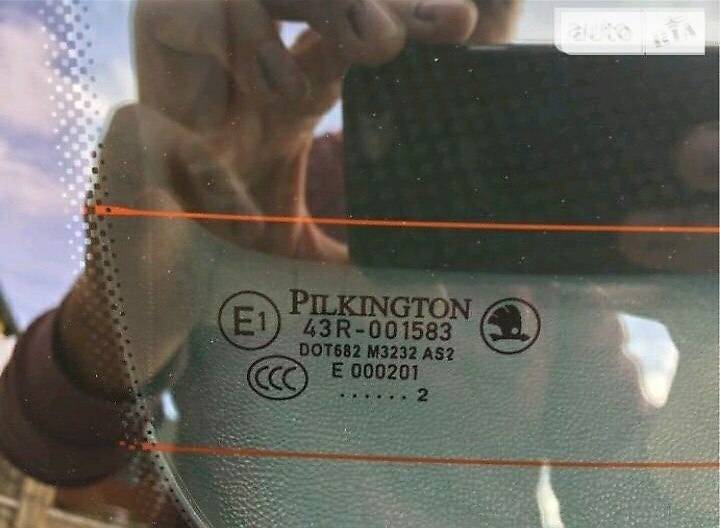 auto RIA
E1
PILKINGTON
43R-001583
DOT682 M3232 AS2
CCC
E 000201
...... 2